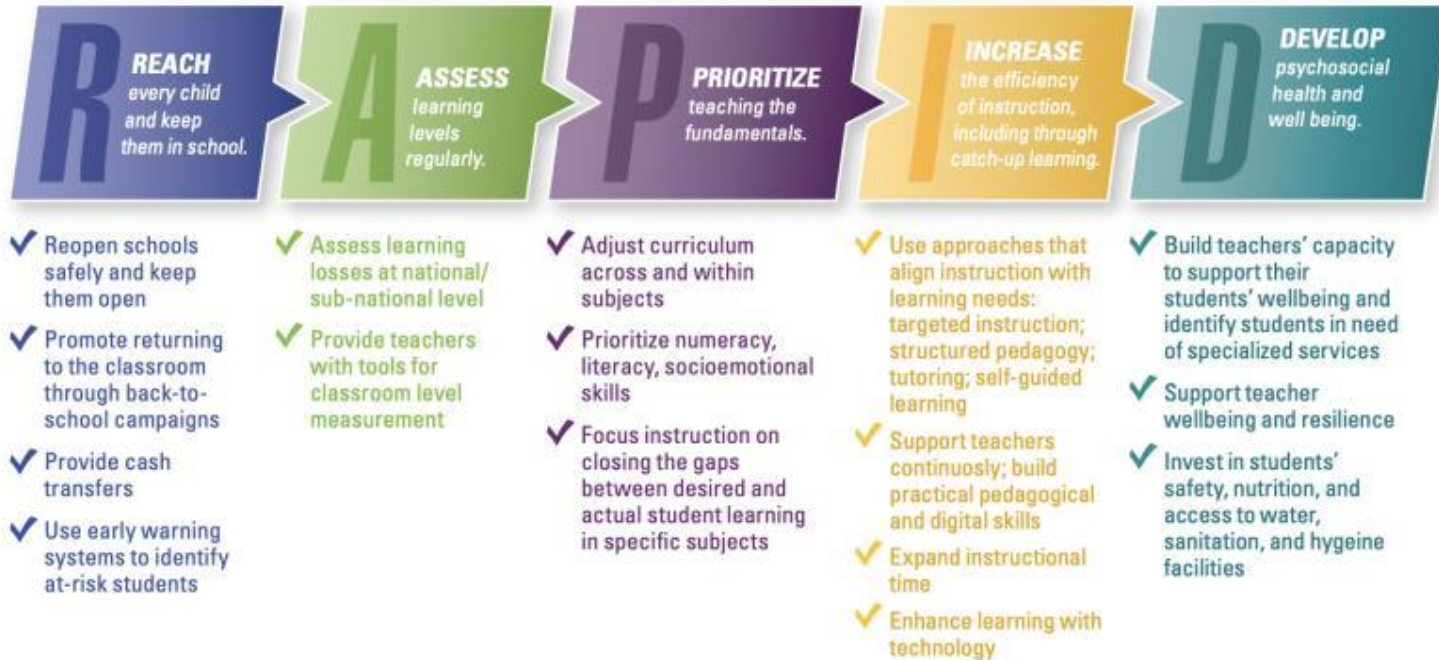 R
REACH
every child
and keep
them in school.
A
ASSESS
learning
levels
regularly.
P
PRIORITIZE
teaching the
fundamentals.
I
INCREASE
the efficiency
of instruction,
including through
catch-up learning.
D
DEVELOP
psychosocial
health and
well being.
Reopen schools
safely and keep
them open
Promote returning
to the classroom
through back-to-
school campaigns
Provide cash
transfers
Use early warning
systems to identify
at-risk students
Assess learning
losses at national/
sub-national level
Provide teachers
with tools for
classroom level
measurement
Adjust curriculum
across and within
subjects
Prioritize numeracy,
literacy, socioemotional
skills
Focus instruction on
closing the gaps
between desired and
actual student learning
in specific subjects
Use approaches that
align instruction with
learning needs:
targeted instruction;
structured pedagogy;
tutoring; self-guided
learning
Support teachers
continuosly; build
practical pedagogical
and digital skills
Expand instructional
time
Enhance learning with
technology
Build teachers' capacity
to support their
students' wellbeing and
identify students in need
of specialized services
Support teacher
wellbeing and resilience
Invest in students'
safety, nutrition, and
access to water,
sanitation, and hygeine
facilities